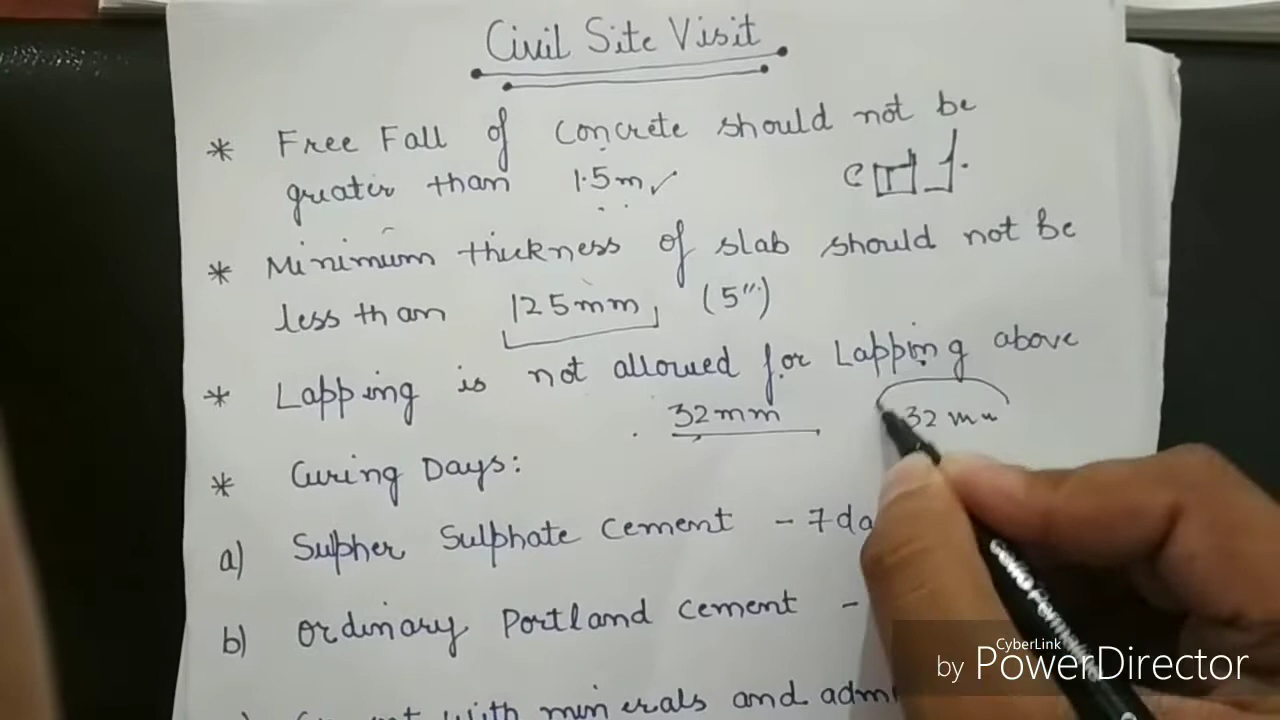 Civil Site Visit
* Free Fall of concrete should not be
greater than 1.5m ✓
* Minimum thickness of slab should not be
less than 125mm (5")
* Lapping is not allowed for Lapping above
32mm 32 mm
* Curing Days:
a) Supher Sulphate Cement - 7da
b) Ordinary Portland Cement -
with minerals and adm
CyberLink
by PowerDirector